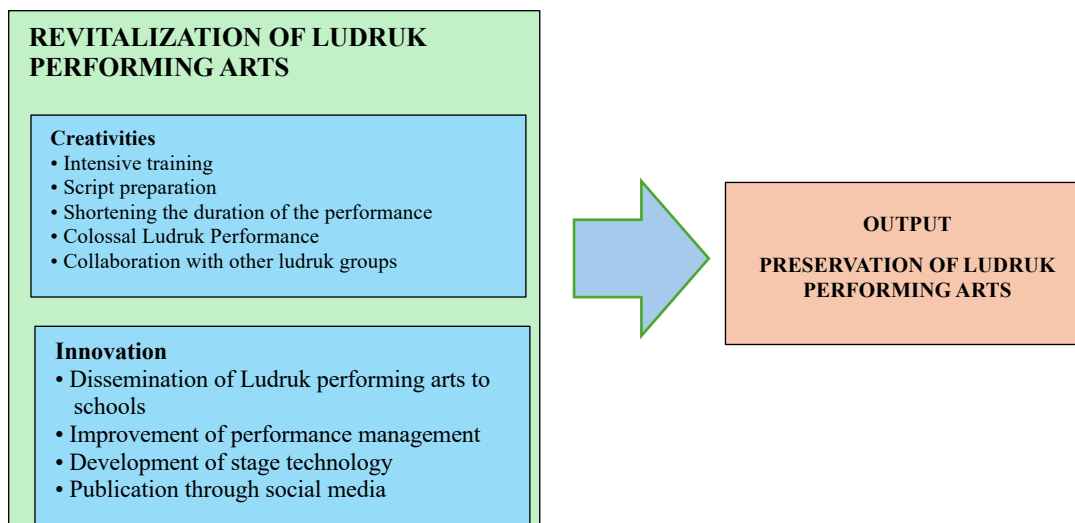 REVITALIZATION OF LUDRUK
PERFORMING ARTS
Creativities
• Intensive training
• Script preparation
• Shortening the duration of the performance
• Colossal Ludruk Performance
• Collaboration with other ludruk groups
Innovation
• Dissemination of Ludruk performing arts to
schools
• Improvement of performance management
• Development of stage technology
• Publication through social media
OUTPUT
PRESERVATION OF LUDRUK
PERFORMING ARTS